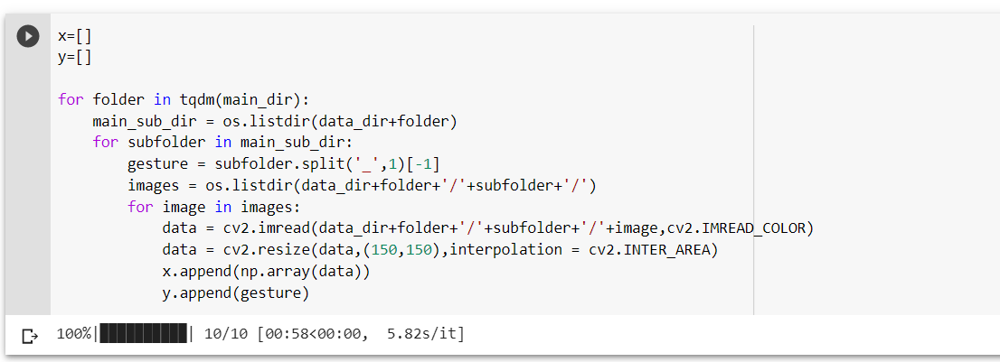 x=[]
y=[]
for folder in tqdm(main_dir):
    main_sub_dir = os.listdir(data_dir+folder)
    for subfolder in main_sub_dir:
        gesture = subfolder.split('_',1)[-1]
        images = os.listdir(data_dir+folder+'/'+subfolder+'/')
        for image in images:
            data = cv2.imread(data_dir+folder+'/'+subfolder+'/'+image,cv2.IMREAD_COLOR)
            data = cv2.resize(data,(150,150),interpolation = cv2.INTER_AREA)
            x.append(np.array(data))
            y.append(gesture)
100%|██████████| 10/10 [00:58<00:00,  5.82s/it]